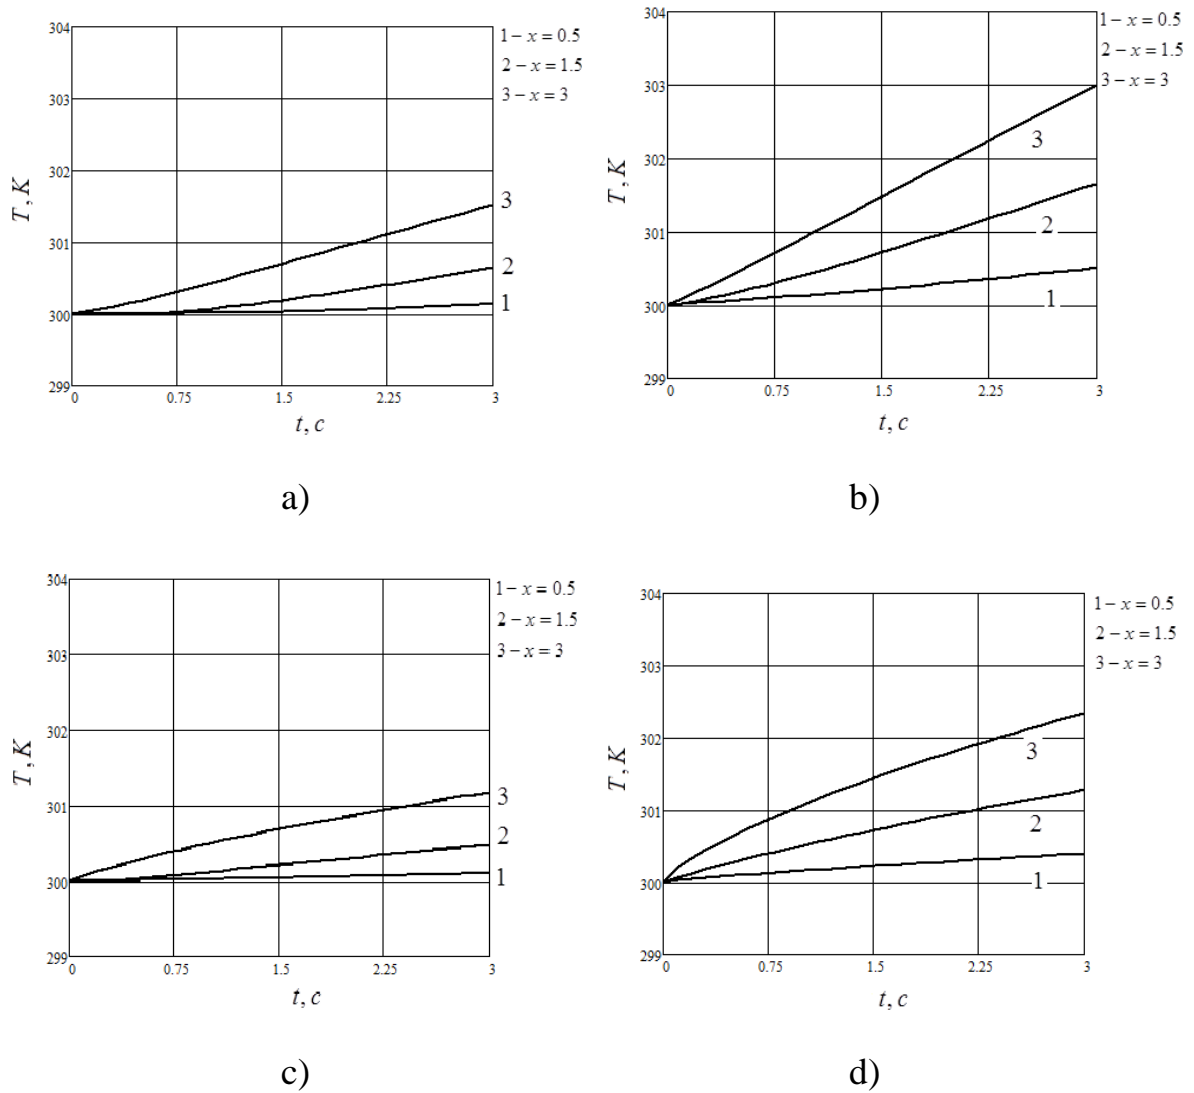 304
303
302
301
300
299
0 0.75 1.5 2.25 3
T, K
t, c
1 – x = 0.5
2 – x = 1.5
3 – x = 3
3
2
1
a)
304
303
302
301
300
299
0 0.75 1.5 2.25 3
T, K
t, c
1 – x = 0.5
2 – x = 1.5
3 – x = 3
3
2
1
b)
304
303
302
301
300
299
0 0.75 1.5 2.25 3
T, K
t, c
1 – x = 0.5
2 – x = 1.5
3 – x = 3
3
2
1
c)
304
303
302
301
300
299
0 0.75 1.5 2.25 3
T, K
t, c
1 – x = 0.5
2 – x = 1.5
3 – x = 3
3
2
1
d)